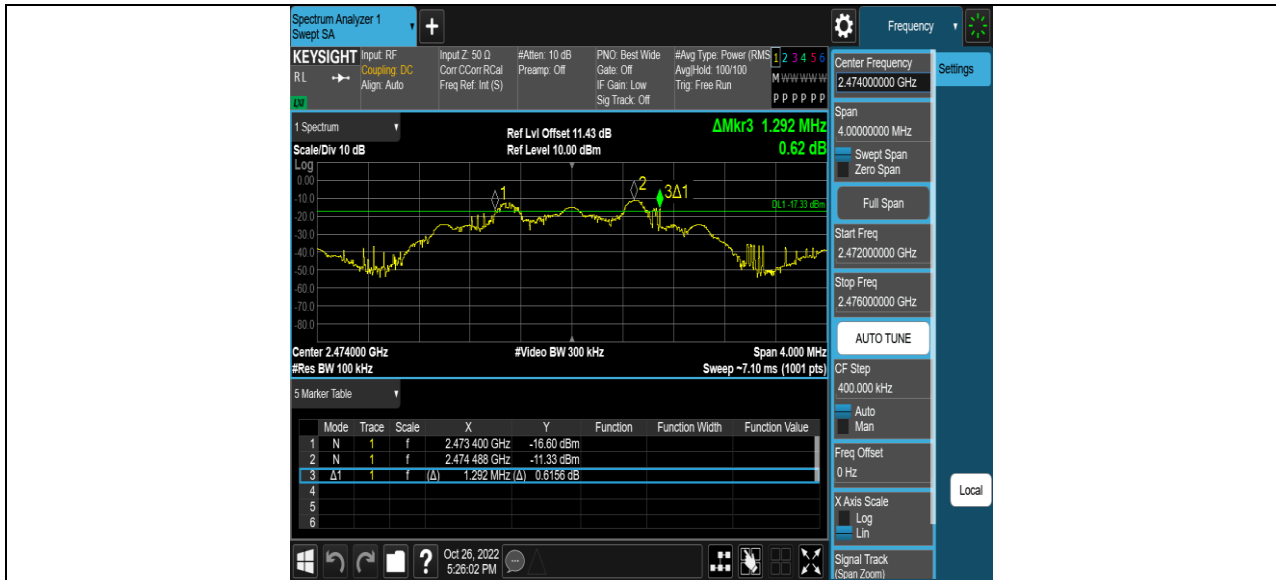 Spectrum Analyzer 1
Swept SA
+
Frequency
KEYSIGHT
R L
LXI
Input: RF
Coupling: DC
Align: Auto
Input Z: 50 Ω
Corr CCorr RCal
Freq Ref: Int (S)
#Atten: 10 dB
Preamp: Off
PNO: Best Wide
Gate: Off
IF Gain: Low
Sig Track: Off
#Avg Type: Power (RMS
Avg|Hold: 100/100
Trig: Free Run
1 2 3 4 5 6
M W W W W W
P P P P P P
1 Spectrum
Scale/Div 10 dB
Ref Lvl Offset 11.43 dB
Ref Level 10.00 dBm
ΔMkr3 1.292 MHz
0.62 dB
Log
0.00
-10.0
-20.0
-30.0
-40.0
-50.0
-60.0
-70.0
-80.0
1
2
3Δ1
DL1 -17.33 dBm
Center 2.474000 GHz
#Video BW 300 kHz
Span 4.000 MHz
#Res BW 100 kHz
Sweep ~7.10 ms (1001 pts)
5 Marker Table
Mode Trace Scale X Y Function Function Width Function Value
1 N 1 f 2.473 400 GHz -16.60 dBm
2 N 1 f 2.474 488 GHz -11.33 dBm
3 Δ1 1 f (Δ) 1.292 MHz (Δ) 0.6156 dB
4
5
6
?
Oct 26, 2022
5:26:02 PM
Center Frequency
2.474000000 GHz
Settings
Span
4.00000000 MHz
Swept Span
Zero Span
Full Span
Start Freq
2.472000000 GHz
Stop Freq
2.476000000 GHz
AUTO TUNE
CF Step
400.000 kHz
Auto
Man
Freq Offset
0 Hz
X Axis Scale
Log
Lin
Signal Track
(Span Zoom)
Local